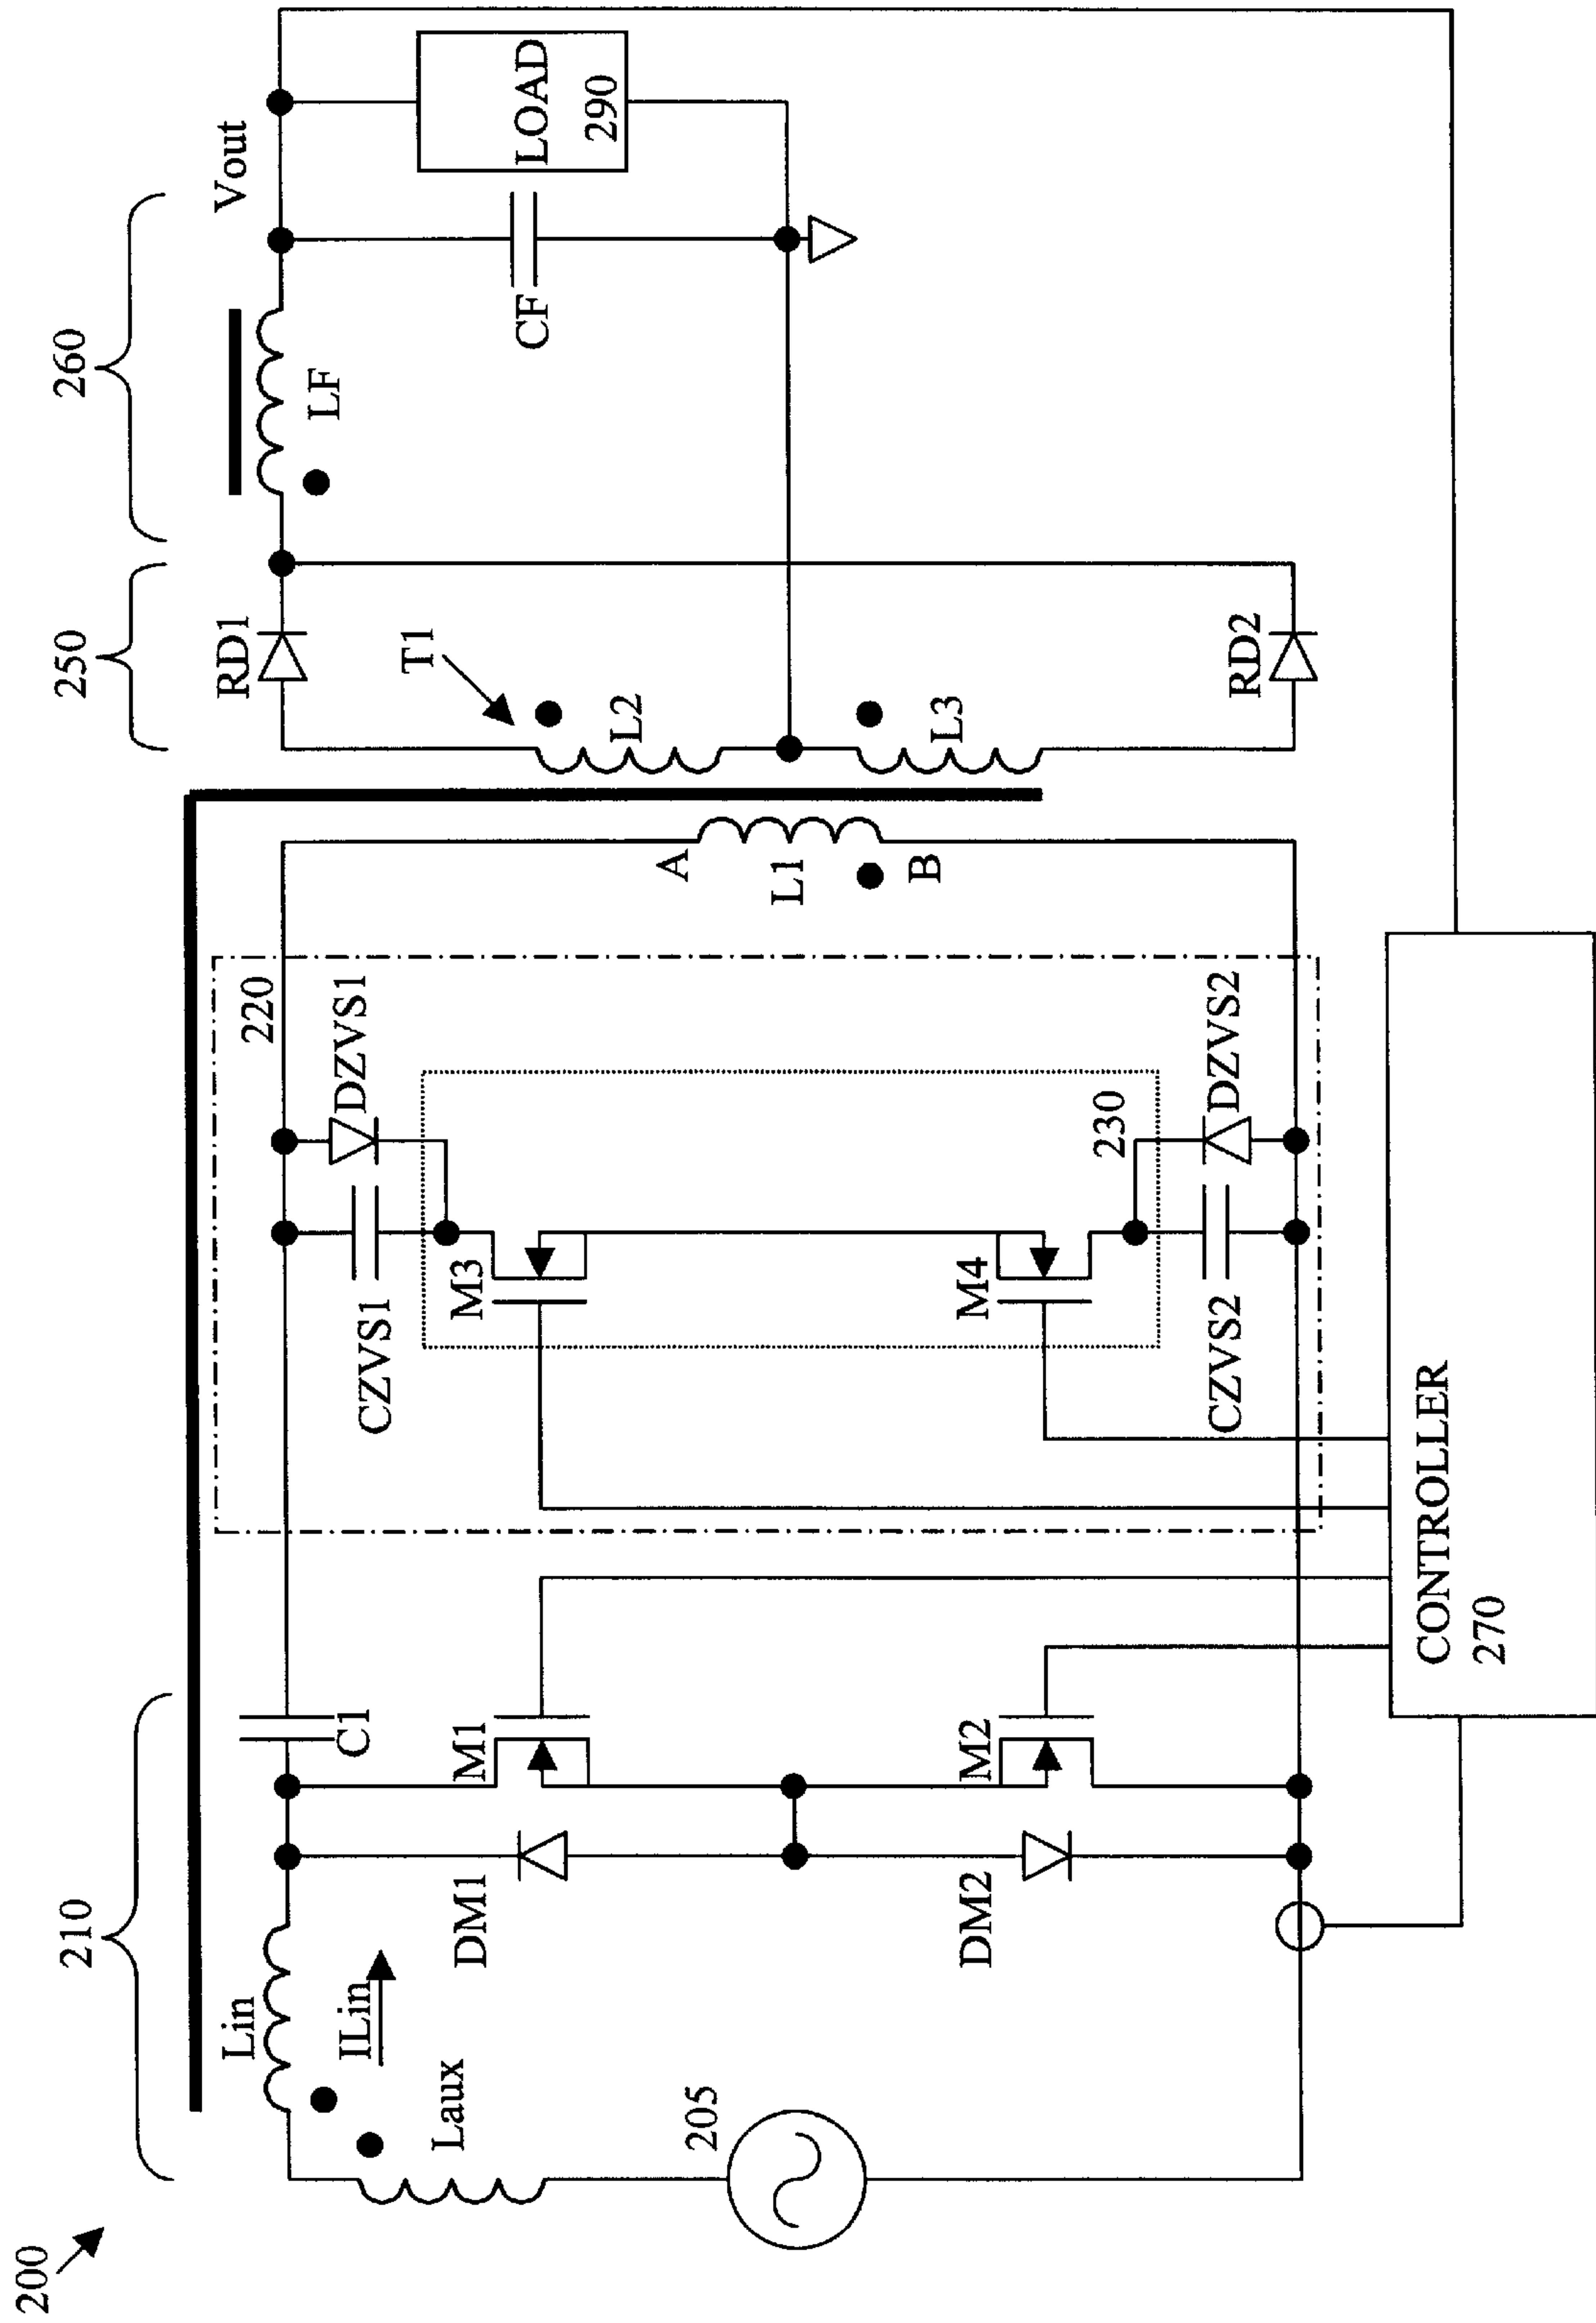 200
210
250
260
Lin
ILin
Laux
205
C1
M1
M2
DM1
DM2
220
CZVS1
DZVS1
M3
M4
230
CZVS2
DZVS2
A
L1
B
T1
L2
L3
RD1
RD2
LF
CF
Vout
LOAD
290
CONTROLLER
270